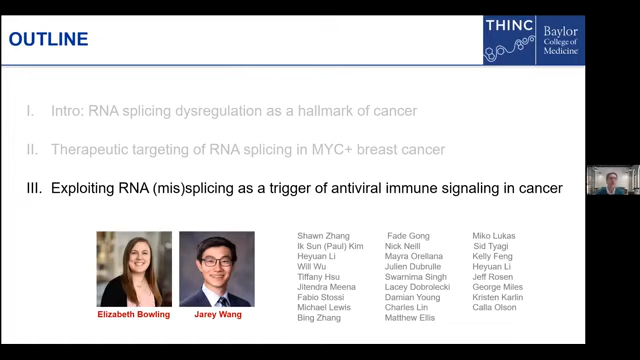 OUTLINE
THINC
Baylor
College of
Medicine
I. Intro: RNA splicing dysregulation as a hallmark of cancer
II. Therapeutic targeting of RNA splicing in MYC+ breast cancer
III. Exploiting RNA (mis)splicing as a trigger of antiviral immune signaling in cancer
Elizabeth Bowling
Jarey Wang
Shawn Zhang
Ik Sun (Paul) Kim
Heyuan Li
Will Wu
Tiffany Hsu
Jitendra Meena
Fabio Stossi
Michael Lewis
Bing Zhang
Fade Gong
Nick Neill
Mayra Orellana
Julien Dubrulle
Swarnima Singh
Lacey Dobrolecki
Damian Young
Charles Lin
Matthew Ellis
Miko Lukas
Sid Tyagi
Kelly Feng
Heyuan Li
Jeff Rosen
George Miles
Kristen Karlin
Calla Olson